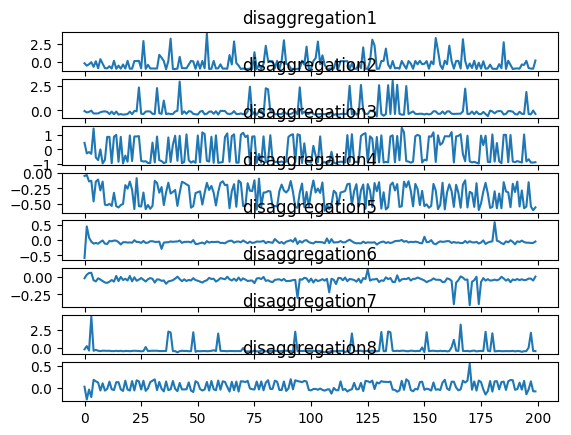 disaggregation1
2.5
0.0
disaggregation2
2.5
0.0
disaggregation3
1
0
−1
disaggregation4
0.00
−0.25
−0.50
disaggregation5
0.5
0.0
−0.5
disaggregation6
0.00
−0.25
disaggregation7
2.5
0.0
disaggregation8
0.5
0.0
0 25 50 75 100 125 150 175 200